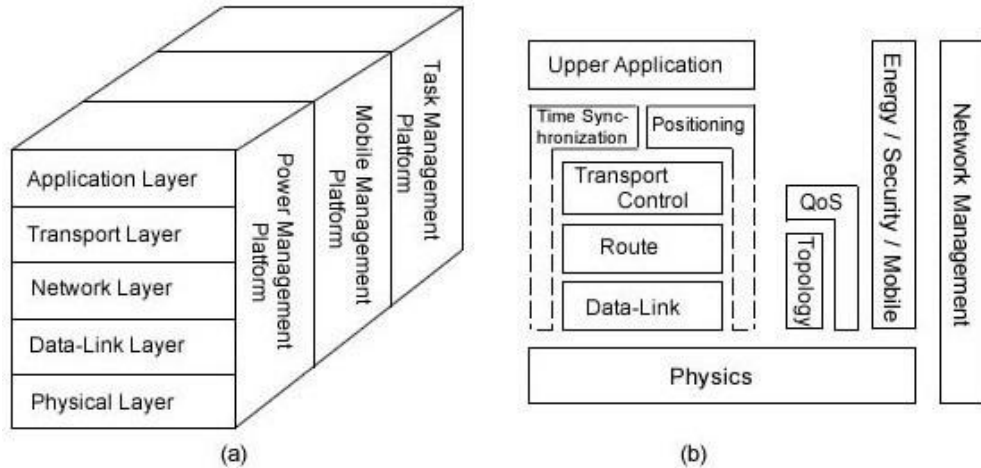 Application Layer
Transport Layer
Network Layer
Data-Link Layer
Physical Layer
Power Management
Platform
Mobile Management
Platform
Task Management
Platform
(a)
Upper Application
Time Sync-
hronization
Positioning
Transport
Control
Route
Data-Link
QoS
Topology
Energy / Security / Mobile
Network Management
Physics
(b)